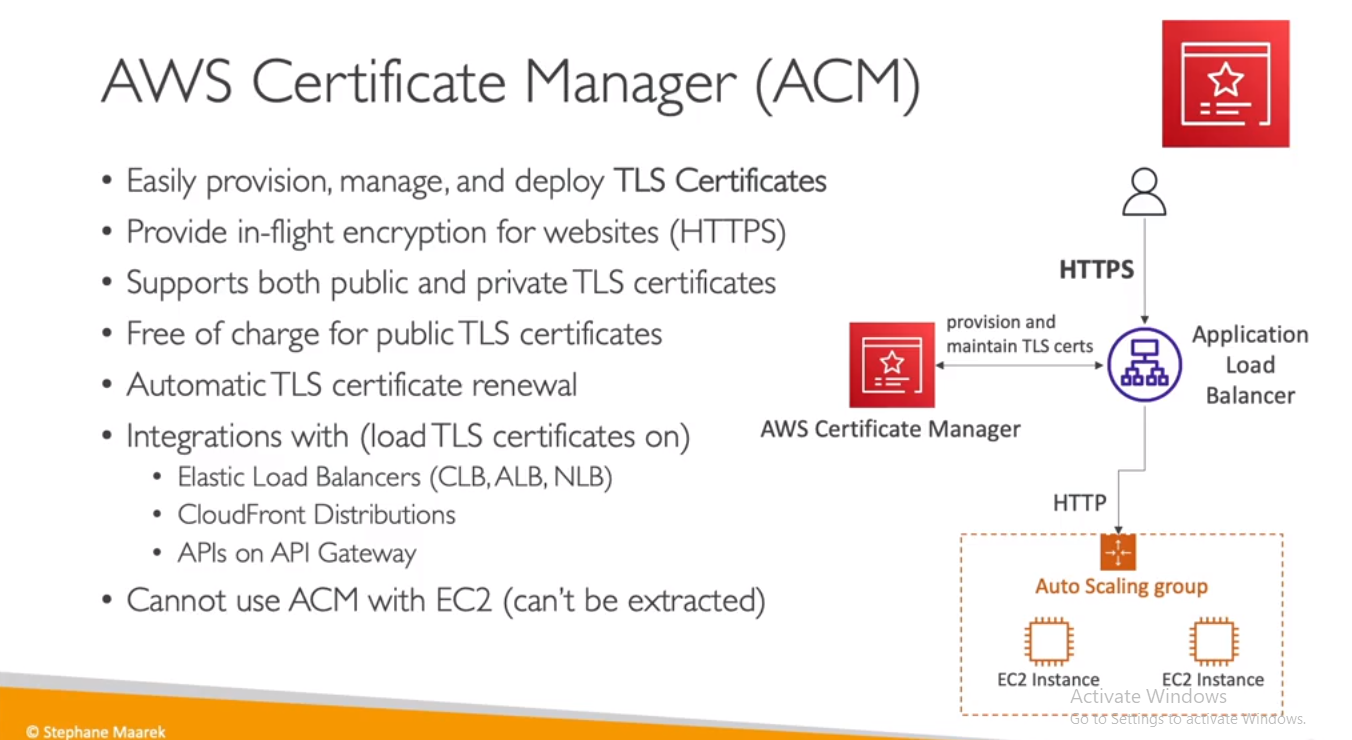 AWS Certificate Manager (ACM)
• Easily provision, manage, and deploy TLS Certificates
• Provide in-flight encryption for websites (HTTPS)
• Supports both public and private TLS certificates
• Free of charge for public TLS certificates
• Automatic TLS certificate renewal
• Integrations with (load TLS certificates on)
• Elastic Load Balancers (CLB, ALB, NLB)
• CloudFront Distributions
• APIs on API Gateway
• Cannot use ACM with EC2 (can't be extracted)
HTTPS
provision and
maintain TLS certs
Application
Load
Balancer
AWS Certificate Manager
HTTP
Auto Scaling group
EC2 Instance
EC2 Instance
Activate Windows
Go to Settings to activate Windows.
© Stephane Maarek